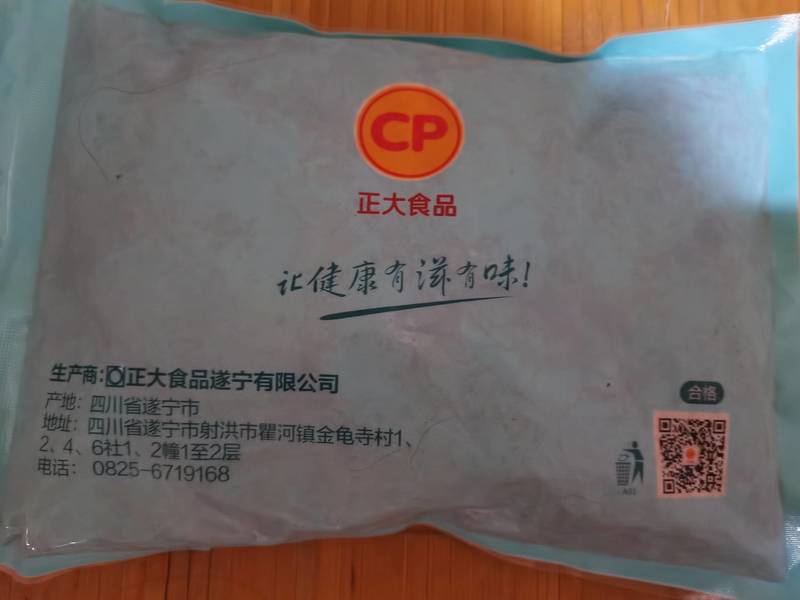 CP
正大食品
让健康有滋有味!
生产商:正大食品遂宁有限公司
产地: 四川省遂宁市
地址: 四川省遂宁市射洪市瞿河镇金龟寺村1、
2、4、6社1、2幢1至2层
电话: 0825-6719168
合格
A02